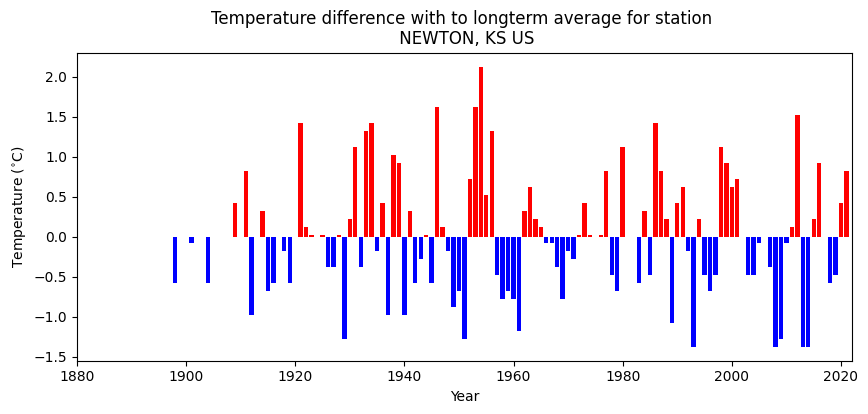 Temperature difference with to longterm average for station
NEWTON, KS US
2.0
1.5
1.0
0.5
0.0
−0.5
−1.0
−1.5
Temperature (°C)
1880 1900 1920 1940 1960 1980 2000 2020
Year